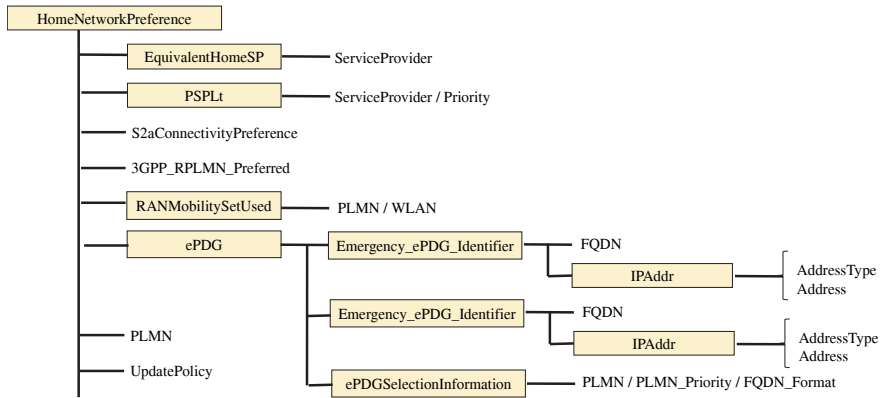 HomeNetworkPreference
EquivalentHomeSP
ServiceProvider
PSPLt
ServiceProvider / Priority
S2aConnectivityPreference
3GPP_RPLMN_Preferred
RANMobilitySetUsed
PLMN / WLAN
ePDG
Emergency_ePDG_Identifier
FQDN
IPAddr
AddressType
Address
Emergency_ePDG_Identifier
FQDN
IPAddr
AddressType
Address
PLMN
UpdatePolicy
ePDGSelectionInformation
PLMN / PLMN_Priority / FQDN_Format